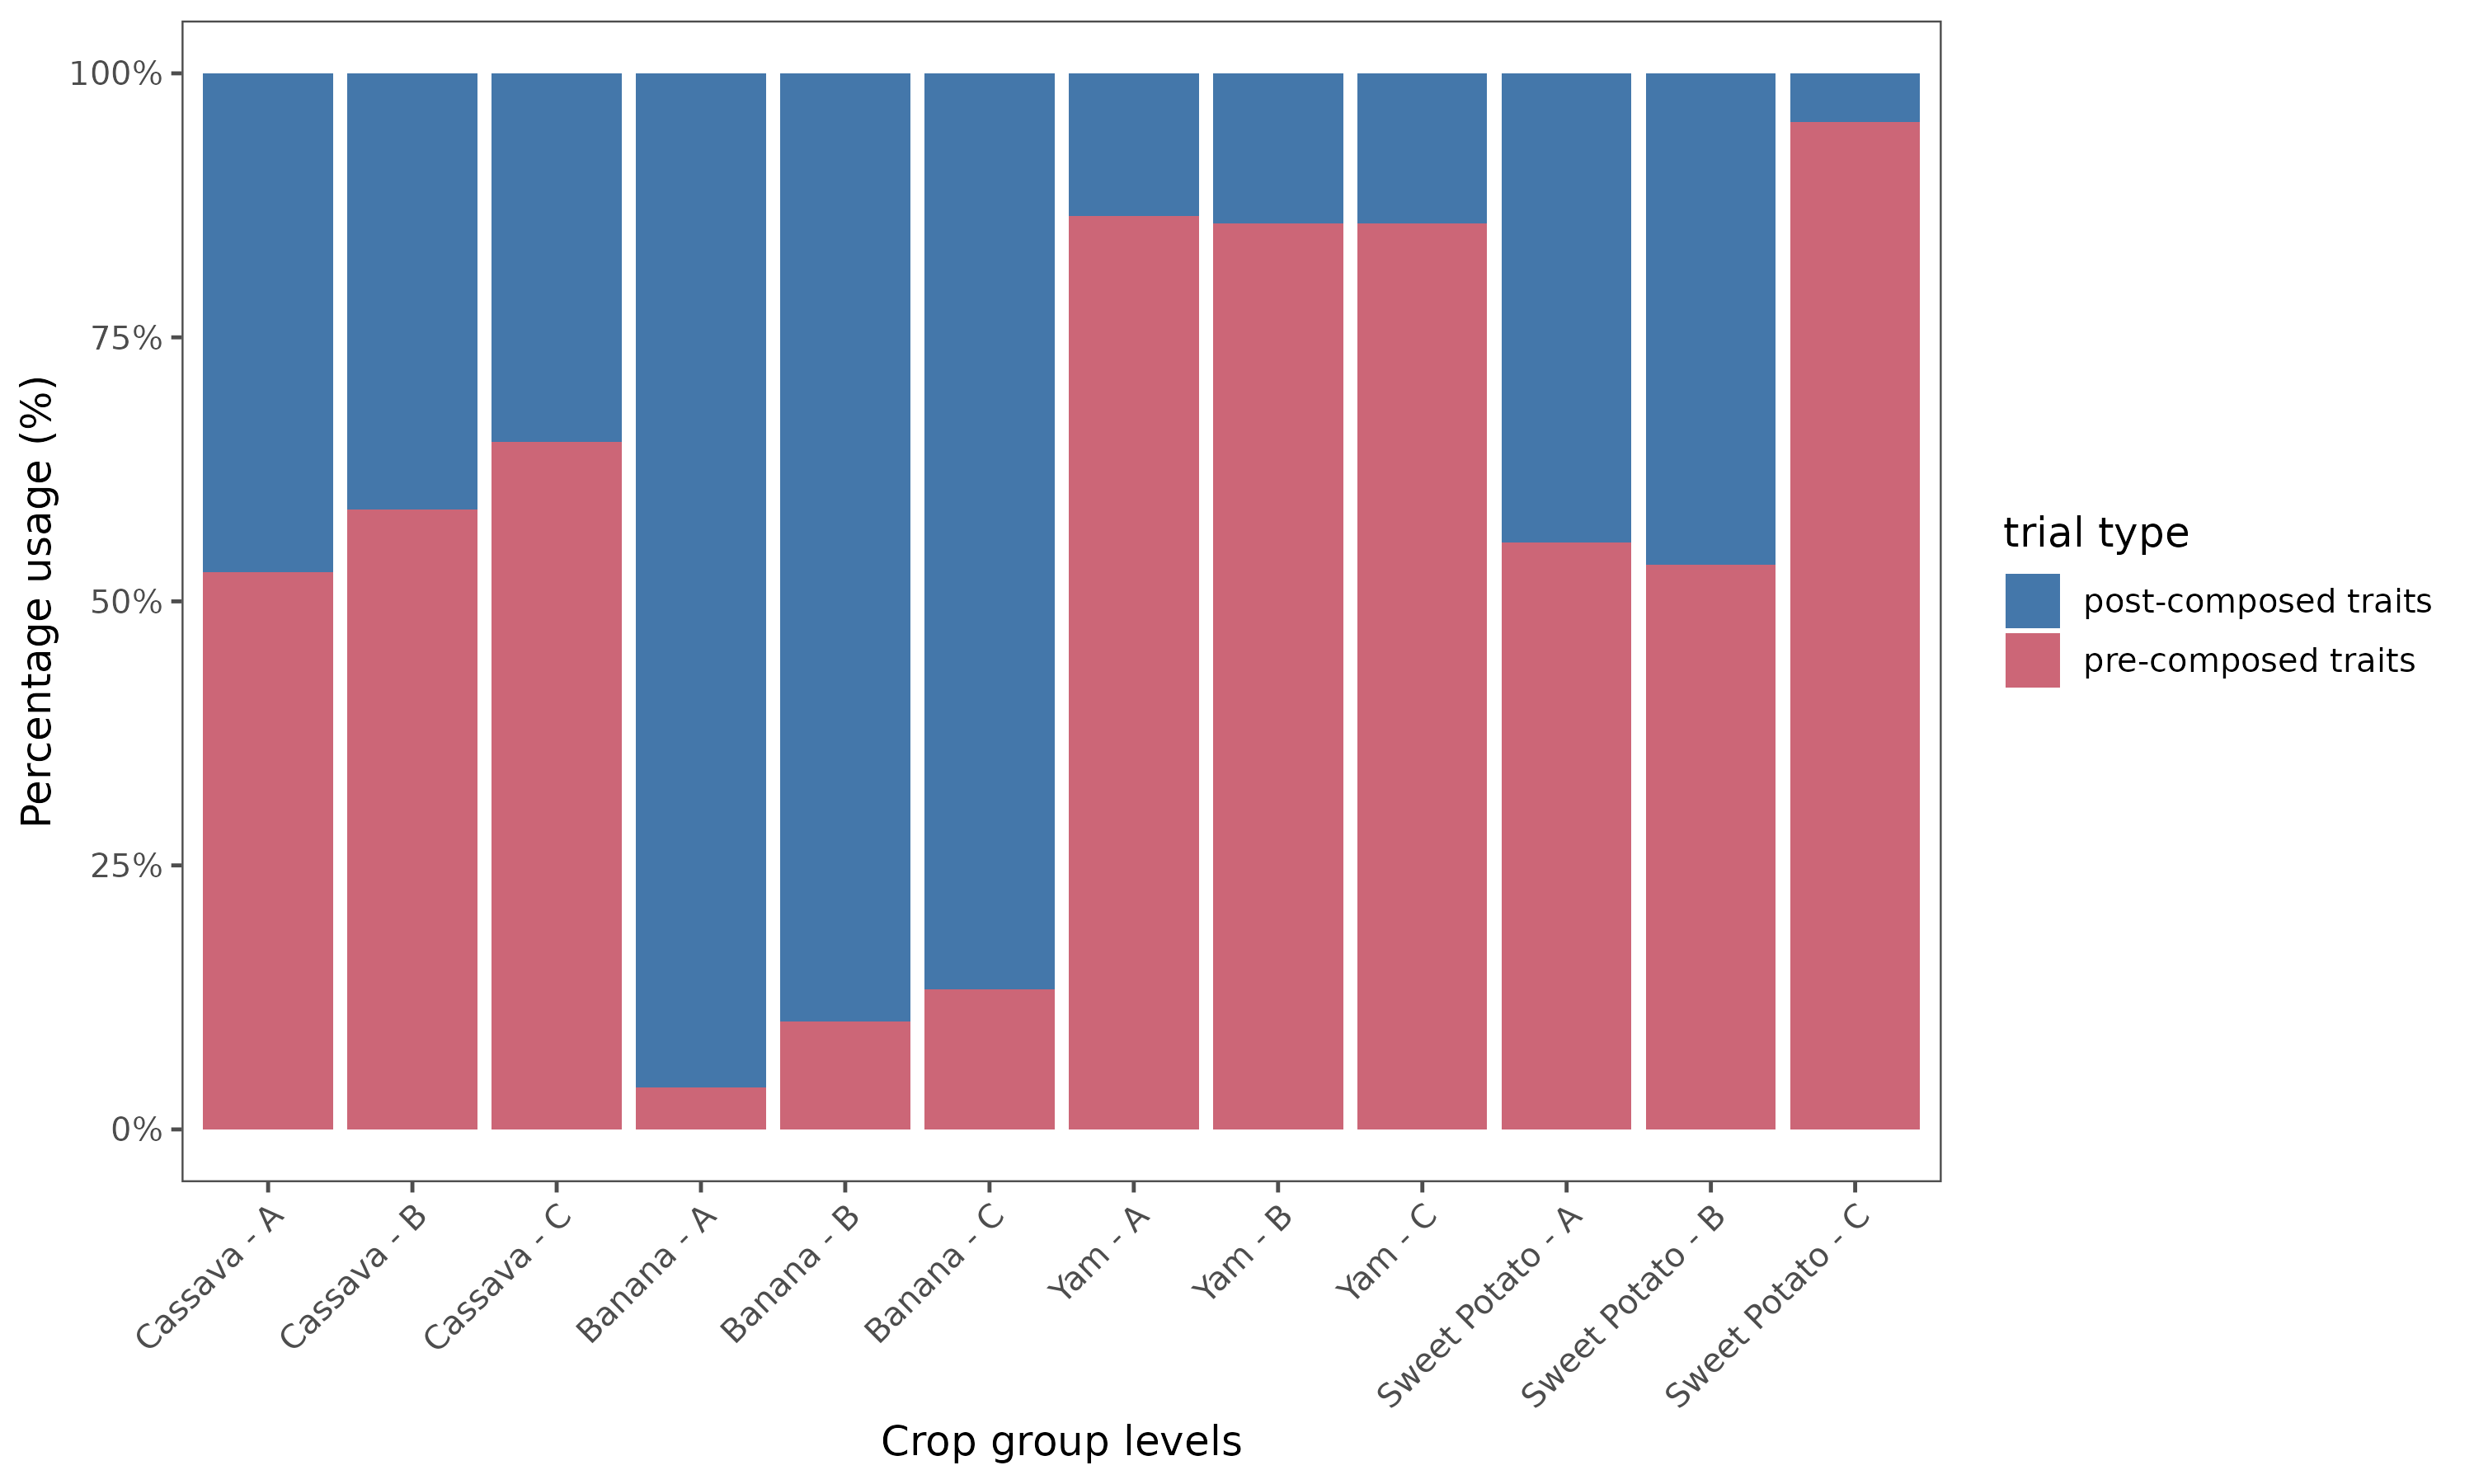 100%
75%
50%
25%
0%
Percentage usage (%)
Cassava - A
Cassava - B
Cassava - C
Banana - A
Banana - B
Banana - C
Yam - A
Yam - B
Yam - C
Sweet Potato - A
Sweet Potato - B
Sweet Potato - C
Crop group levels
trial type
post-composed traits
pre-composed traits